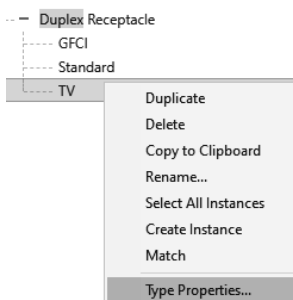 Duplex Receptacle
GFCI
Standard
TV
Duplicate
Delete
Copy to Clipboard
Rename...
Select All Instances
Create Instance
Match
Type Properties...